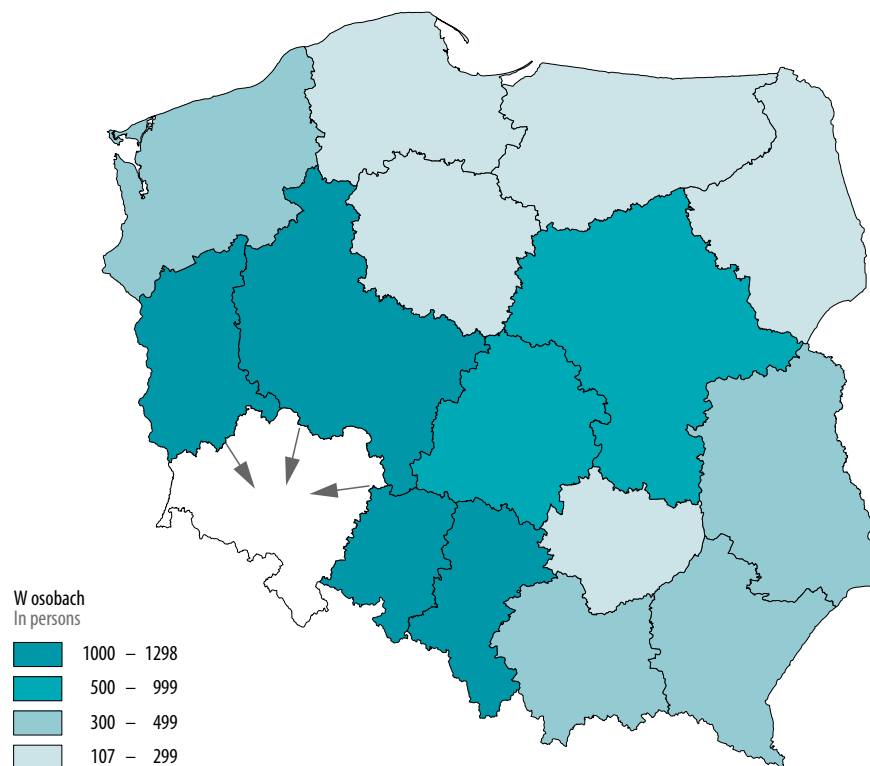 W osobach
In persons
1000 – 1298
500 – 999
300 – 499
107 – 299